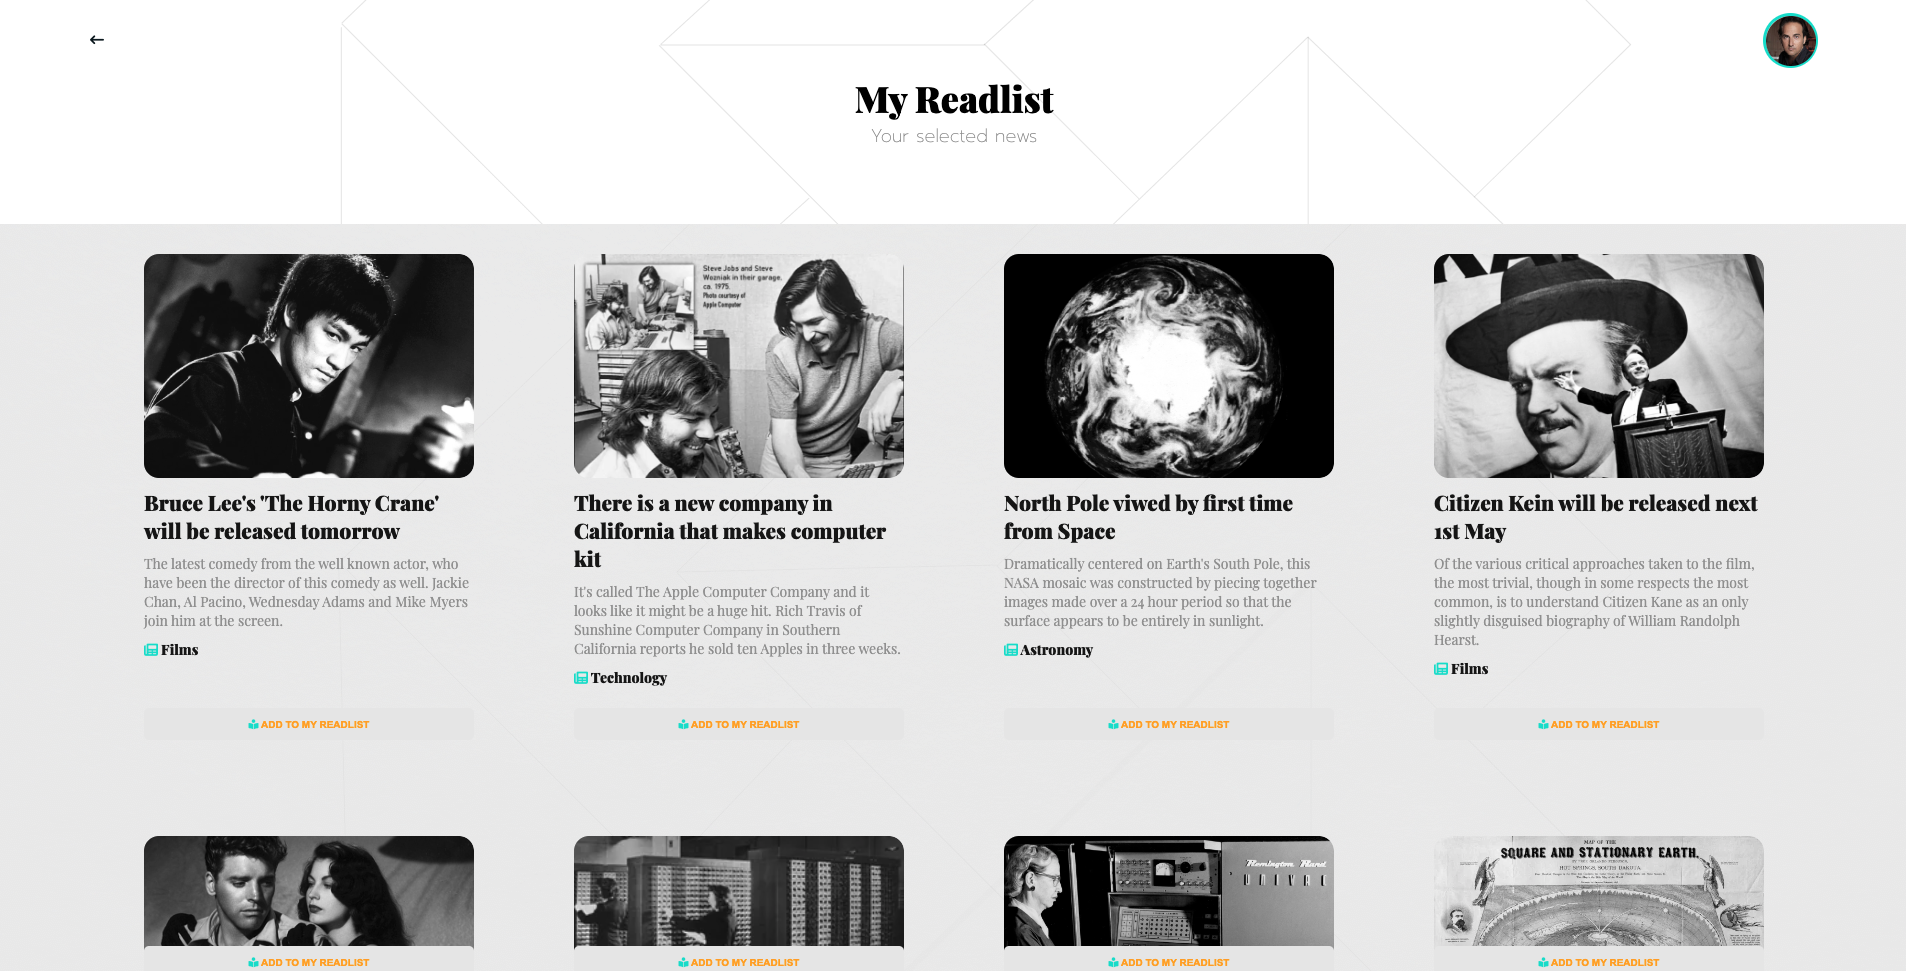 My Readlist
Your selected news
Steve Jobs and Steve
Wozniak in their garage,
ca. 1975.
Photo courtesy of
Apple Computer
Bruce Lee's 'The Horny Crane'
will be released tomorrow
The latest comedy from the well known actor, who
have been the director of this comedy as well. Jackie
Chan, Al Pacino, Wednesday Adams and Mike Myers
join him at the screen.
Films
ADD TO MY READLIST
There is a new company in
California that makes computer
kit
It's called The Apple Computer Company and it
looks like it might be a huge hit. Rich Travis of
Sunshine Computer Company in Southern
California reports he sold ten Apples in three weeks.
Technology
ADD TO MY READLIST
North Pole viwed by first time
from Space
Dramatically centered on Earth's South Pole, this
NASA mosaic was constructed by piecing together
images made over a 24 hour period so that the
surface appears to be entirely in sunlight.
Astronomy
ADD TO MY READLIST
Citizen Kein will be released next
1st May
Of the various critical approaches taken to the film,
the most trivial, though in some respects the most
common, is to understand Citizen Kane as an only
slightly disguised biography of William Randolph
Hearst.
Films
ADD TO MY READLIST
ADD TO MY READLIST
ADD TO MY READLIST
Remington Rand
UNIVAC
ADD TO MY READLIST
MAP OF THE
SQUARE AND STATIONARY EARTH.
HOT SPRINGS, SOUTH DAKOTA.
ADD TO MY READLIST